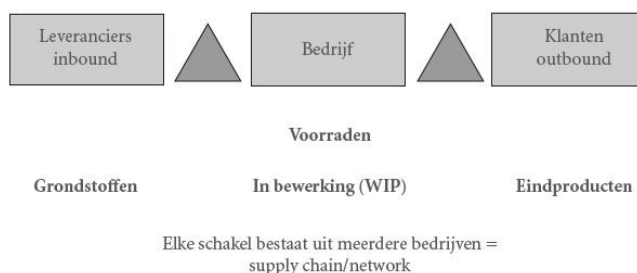 Leveranciers
inbound
Bedrijf
Klanten
outbound
Voorraden
Grondstoffen
In bewerking (WIP)
Eindproducten
Elke schakel bestaat uit meerdere bedrijven =
supply chain/network